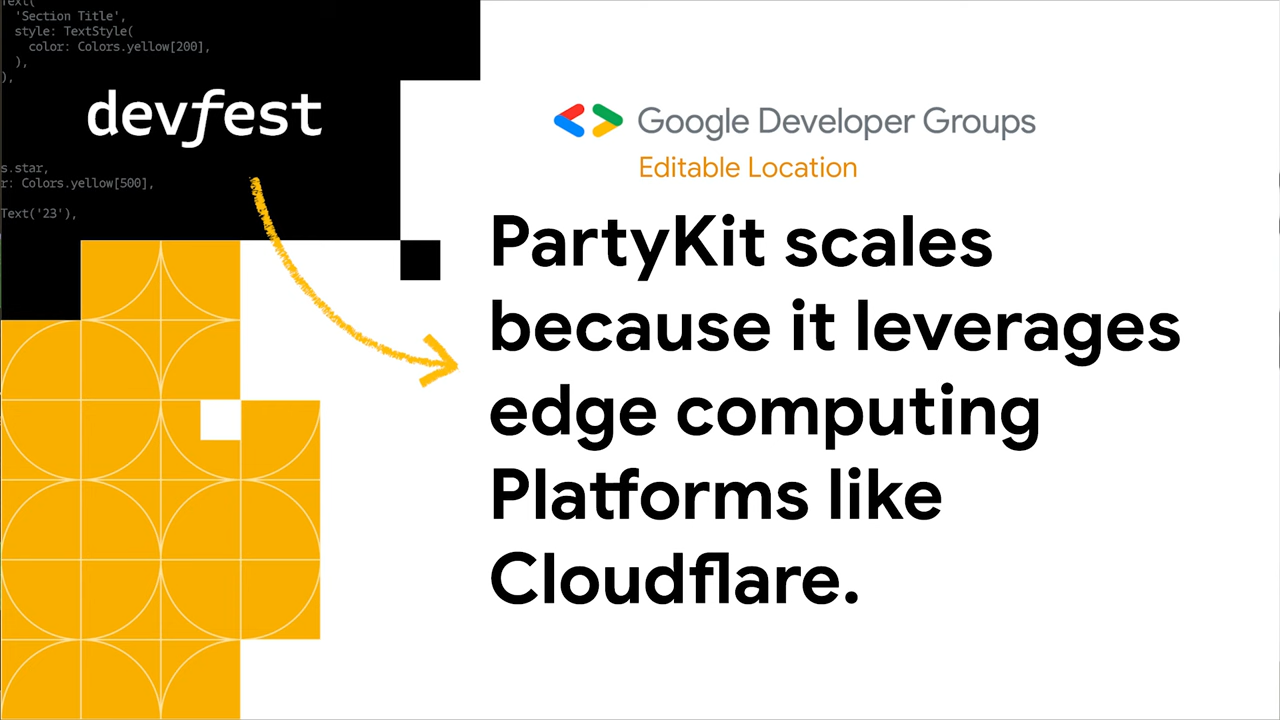 Text(
'Section Title',
style: TextStyle(
color: Colors.yellow[200],
),
),
devfest
s.star,
r: Colors.yellow[500],
Text('23'),
Google Developer Groups
Editable Location
PartyKit scales
because it leverages
edge computing
Platforms like
Cloudflare.